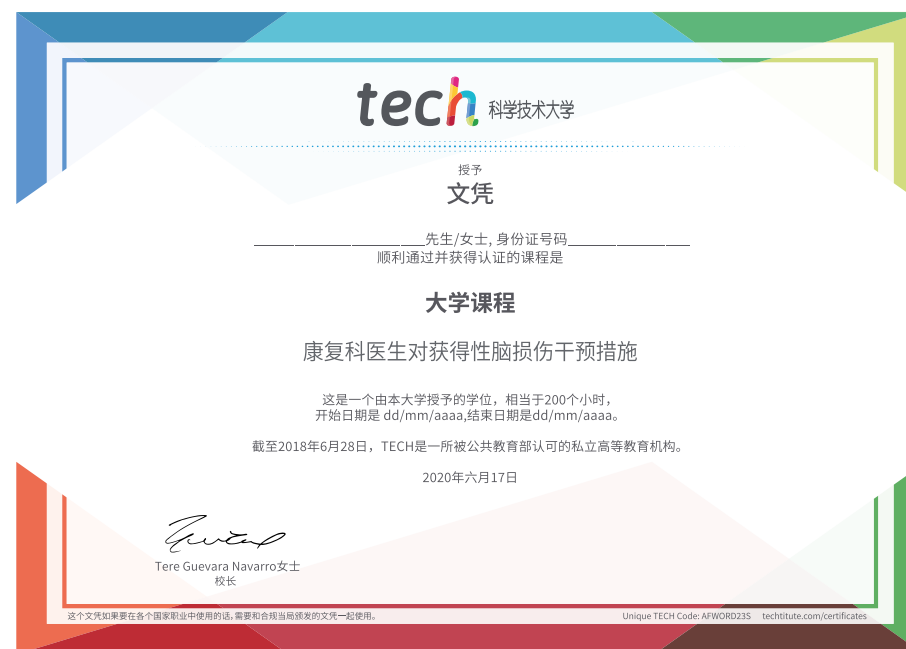 tech 科学技术大学
授予
文凭
先生/女士, 身份证号码
顺利通过并获得认证的课程是
大学课程
康复科医生对获得性脑损伤干预措施
这是一个由本大学授予的学位，相当于200个小时，
开始日期是 dd/mm/aaaa,结束日期是dd/mm/aaaa。
截至2018年6月28日，TECH是一所被公共教育部认可的私立高等教育机构。
2020年六月17日
Tere Guevara Navarro女士
校长
这个文凭如果要在各个国家职业中使用的话,需要和合规当局颁发的文凭一起使用。
Unique TECH Code: AFWORD23S techtitute.com/certificates